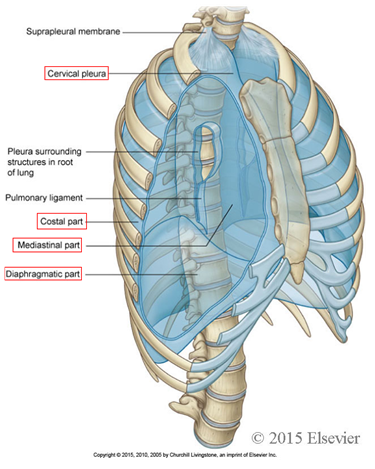 Suprapleural membrane
Cervical pleura
Pleura surrounding
structures in root
of lung
Pulmonary ligament
Costal part
Mediastinal part
Diaphragmatic part
© 2015 Elsevier
Copyright © 2015, 2010, 2005 by Churchill Livingstone, an imprint of Elsevier Inc.